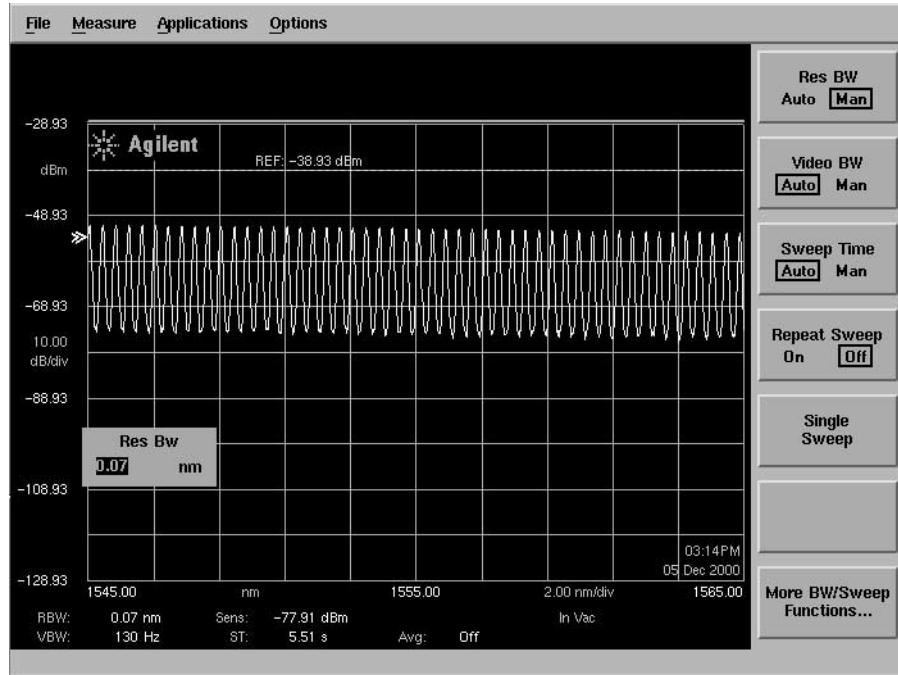 File Measure Applications Options
Res BW
Auto Man
Video BW
Auto Man
Sweep Time
Auto Man
Repeat Sweep
On Off
Single
Sweep
More BW/Sweep
Functions...
-28.93
dBm
-48.93
-68.93
10.00
dB/div
-88.93
-108.93
-128.93
Agilent
REF: -38.93 dBm
Res Bw
0.07 nm
03:14PM
05 Dec 2000
1545.00 nm 1555.00 2.00 nm/div 1565.00
RBW: 0.07 nm Sens: -77.91 dBm In Vac
VBW: 130 Hz ST: 5.51 s Avg: Off